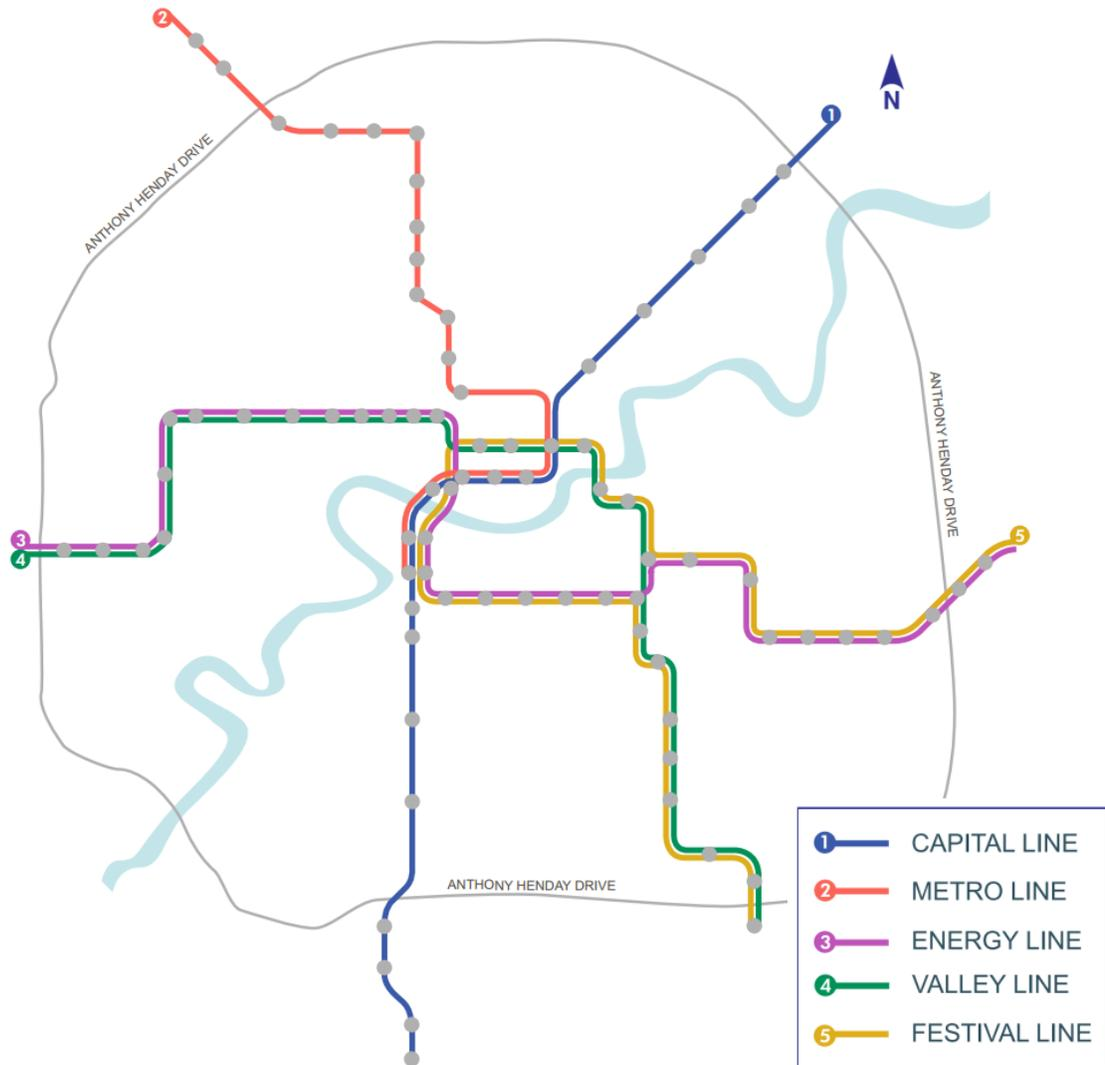 2
N
1
ANTHONY HENDAY DRIVE
ANTHONY HENDAY DRIVE
3
4
5
ANTHONY HENDAY DRIVE
1 CAPITAL LINE
2 METRO LINE
3 ENERGY LINE
4 VALLEY LINE
5 FESTIVAL LINE